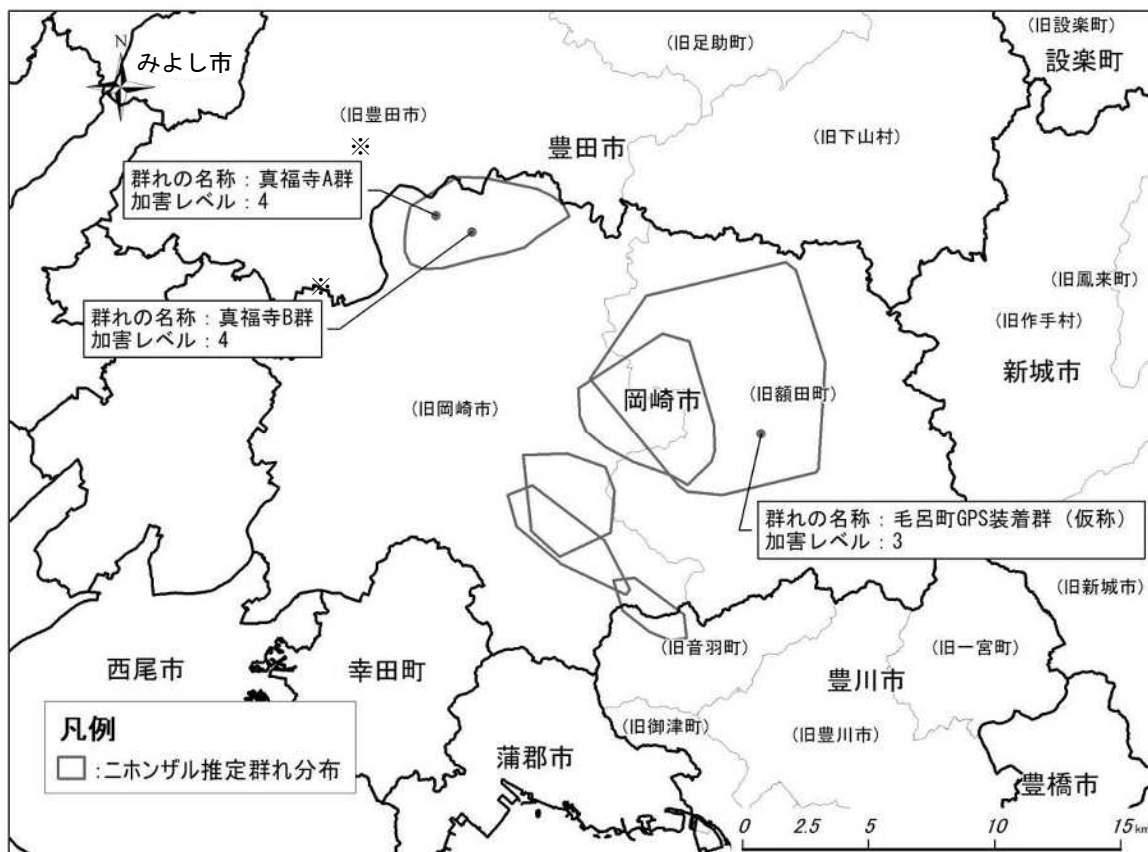 (旧設楽町)
設楽町
(旧足助町)
N
みよし市
(旧豊田市)
豊田市
(旧下山村)
※
群れの名称：真福寺A群
加害レベル：4
※
群れの名称：真福寺B群
加害レベル：4
(旧鳳来町)
(旧作手村)
新城市
(旧岡崎市)
岡崎市
(旧額田町)
群れの名称：毛呂町GPS装着群（仮称）
加害レベル：3
(旧新城市)
西尾市
幸田町
(旧音羽町)
(旧一宮町)
豊川市
(旧御津町)
(旧豊川市)
蒲郡市
豊橋市
凡例
：ニホンザル推定群れ分布
0 2.5 5 10 15 km